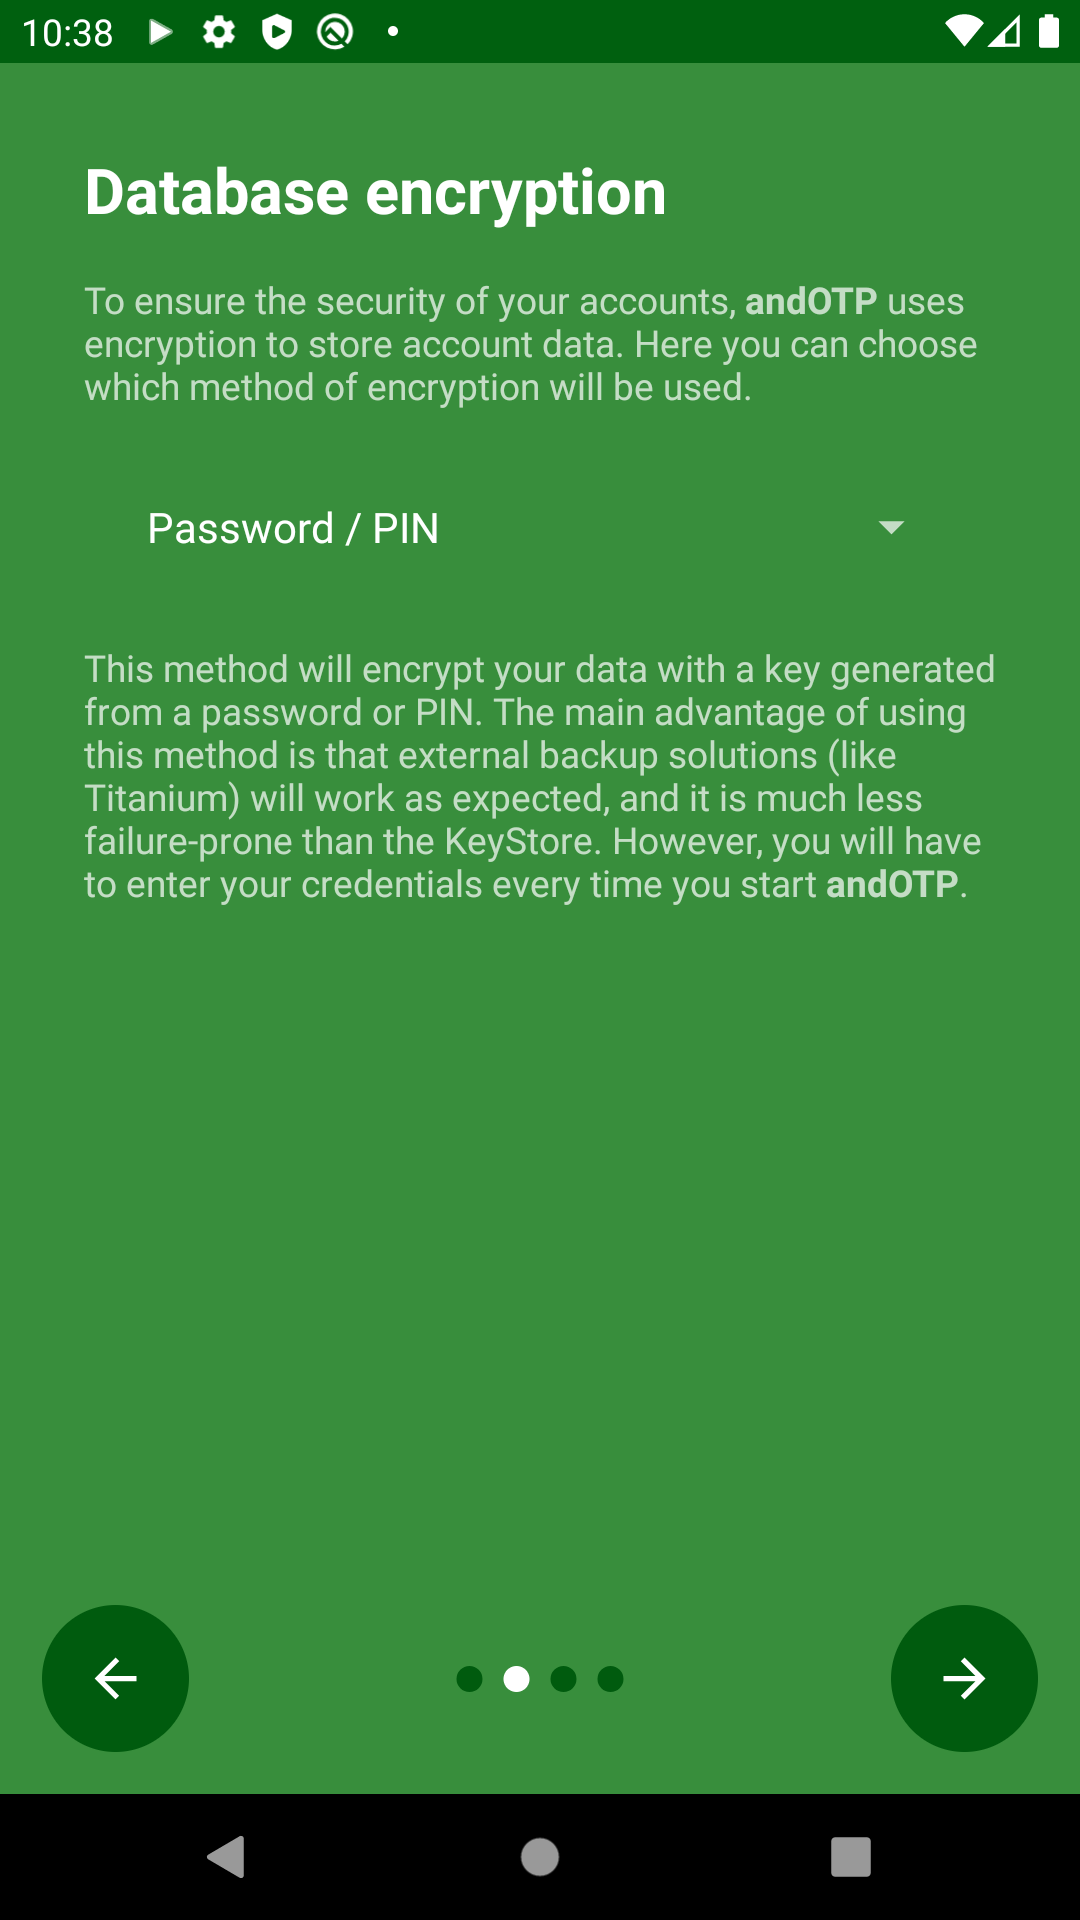 10:38
Database encryption
To ensure the security of your accounts, andOTP uses
encryption to store account data. Here you can choose
which method of encryption will be used.
Password / PIN
This method will encrypt your data with a key generated
from a password or PIN. The main advantage of using
this method is that external backup solutions (like
Titanium) will work as expected, and it is much less
failure-prone than the KeyStore. However, you will have
to enter your credentials every time you start andOTP.